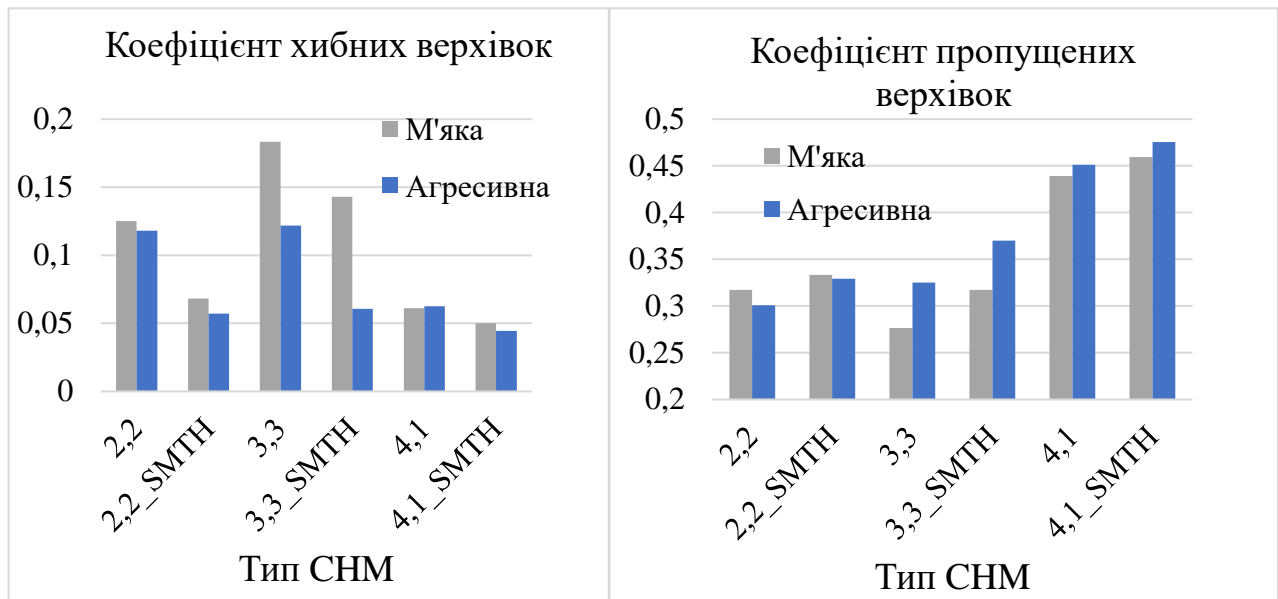 Коефіцієнт хибних верхівок
0,2
0,15
0,1
0,05
0
М'яка
Агресивна
2,2
2,2_SMTH
3,3
3,3_SMTH
4,1
4,1_SMTH
Тип СНМ
Коефіцієнт пропущених
верхівок
0,5
0,45
0,4
0,35
0,3
0,25
0,2
М'яка
Агресивна
2,2
2,2_SMTH
3,3
3,3_SMTH
4,1
4,1_SMTH
Тип СНМ